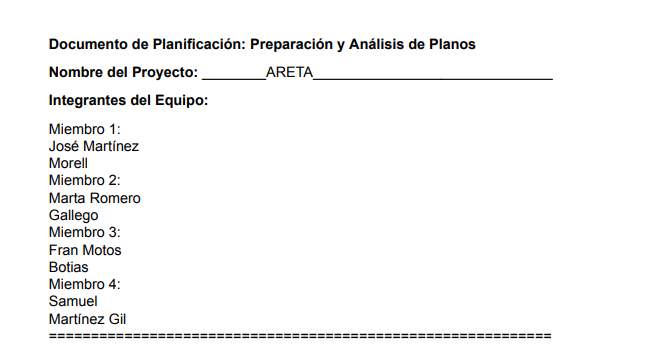 Documento de Planificación: Preparación y Análisis de Planos
Nombre del Proyecto: ________ARETA______________________________
Integrantes del Equipo:
Miembro 1:
José Martínez
Morell
Miembro 2:
Marta Romero
Gallego
Miembro 3:
Fran Motos
Botias
Miembro 4:
Samuel
Martínez Gil
============================================================